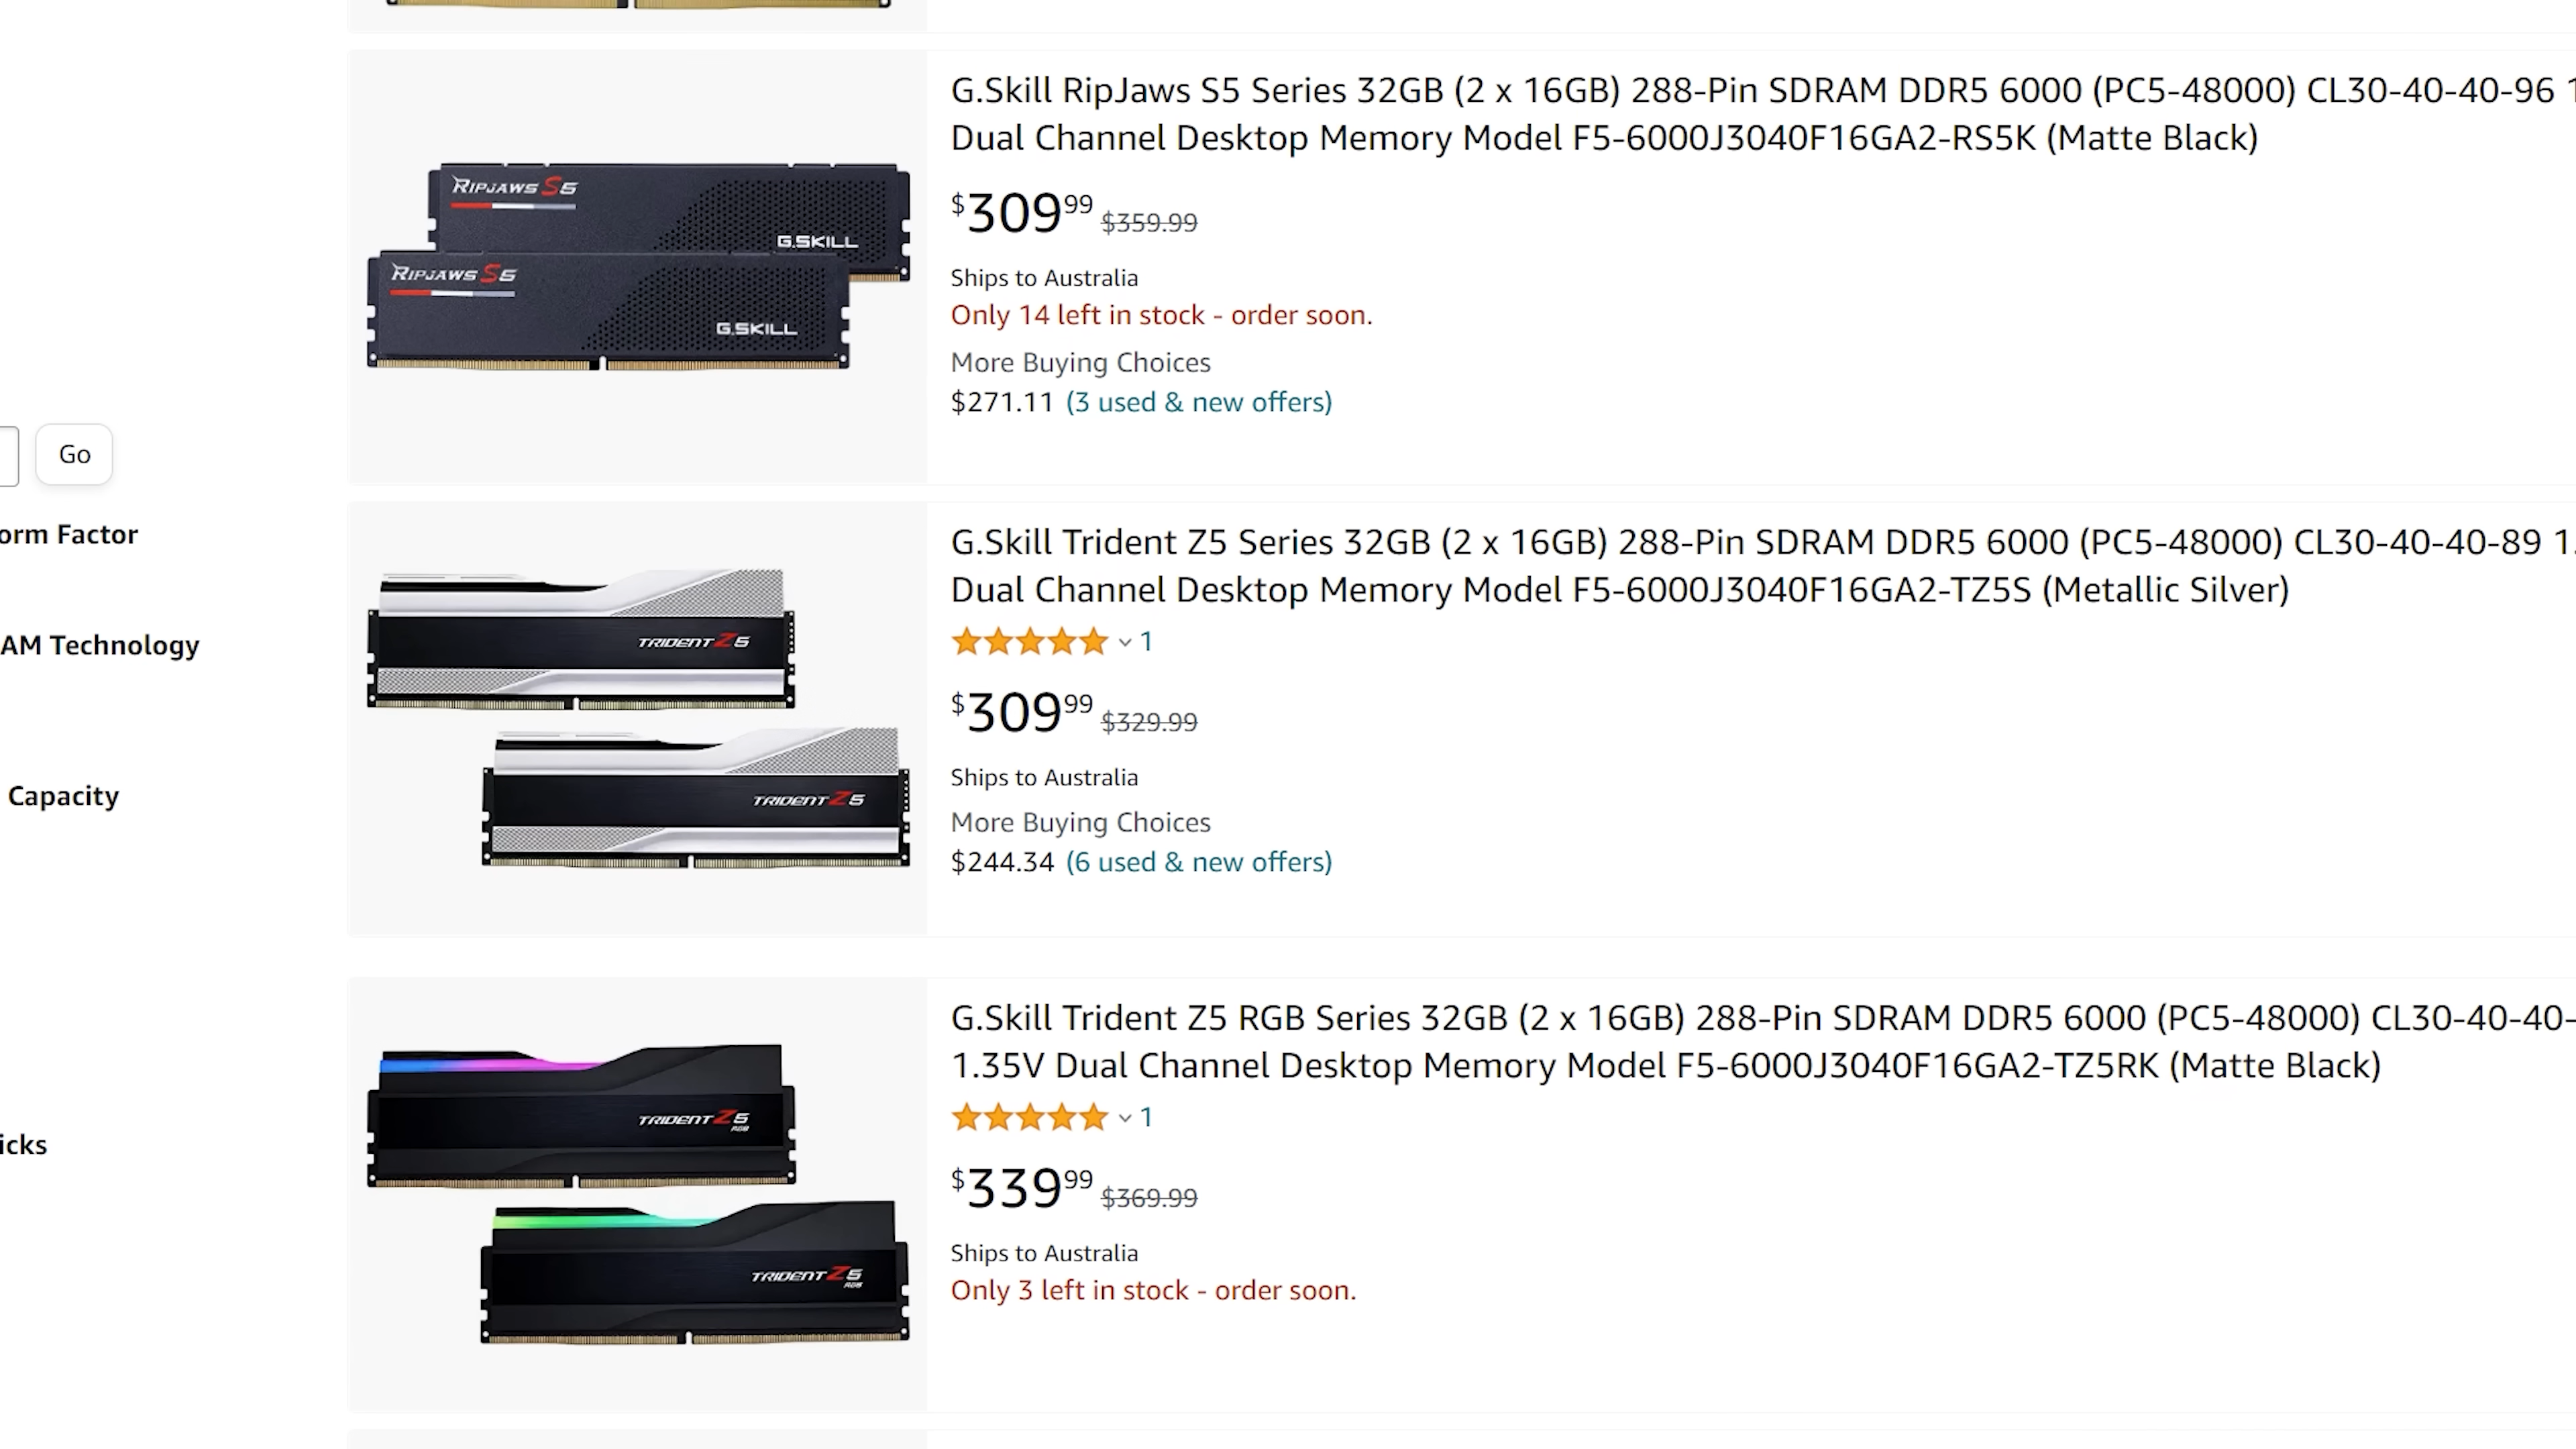 G.Skill RipJaws S5 Series 32GB (2 x 16GB) 288-Pin SDRAM DDR5 6000 (PC5-48000) CL30-40-40-96
Dual Channel Desktop Memory Model F5-6000J3040F16GA2-RS5K (Matte Black)
RIPJAWS S5
G.SKILL
RIPJAWS S5
G.SKILL
$309.99 $359.99
Ships to Australia
Only 14 left in stock - order soon.
More Buying Choices
$271.11 (3 used & new offers)
Go
orm Factor
AM Technology
Capacity
icks
G.Skill Trident Z5 Series 32GB (2 x 16GB) 288-Pin SDRAM DDR5 6000 (PC5-48000) CL30-40-40-89 1.
Dual Channel Desktop Memory Model F5-6000J3040F16GA2-TZ5S (Metallic Silver)
TRIDENT Z5
TRIDENT Z5
1
$309.99 $329.99
Ships to Australia
More Buying Choices
$244.34 (6 used & new offers)
G.Skill Trident Z5 RGB Series 32GB (2 x 16GB) 288-Pin SDRAM DDR5 6000 (PC5-48000) CL30-40-40-
1.35V Dual Channel Desktop Memory Model F5-6000J3040F16GA2-TZ5RK (Matte Black)
TRIDENT Z5
RGB
TRIDENT Z5
RGB
1
$339.99 $369.99
Ships to Australia
Only 3 left in stock - order soon.